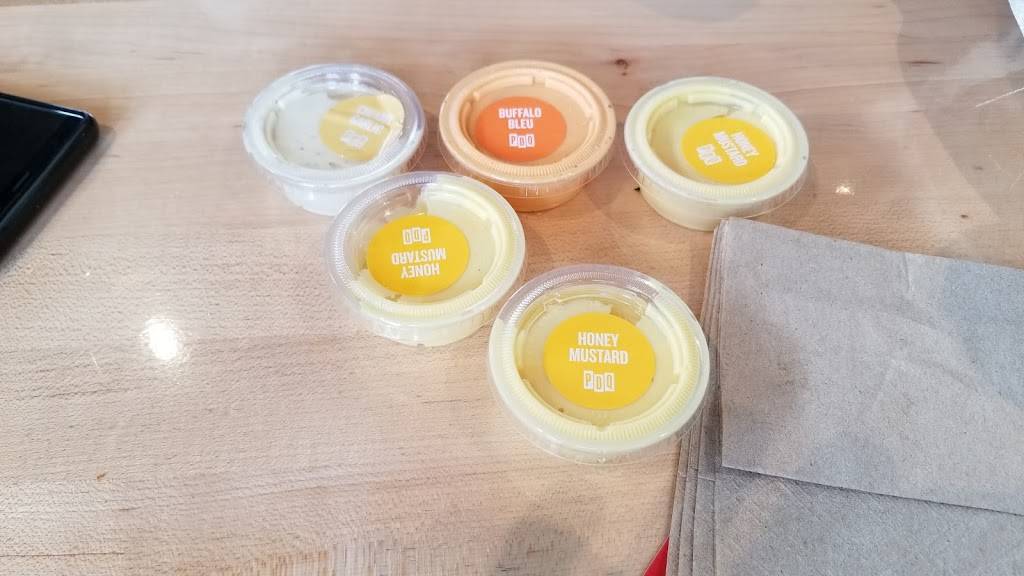 BUFFALO
BLEU
PDQ
HONEY
MUSTARD
PDQ
HONEY
MUSTARD
PDQ
HONEY
MUSTARD
PDQ